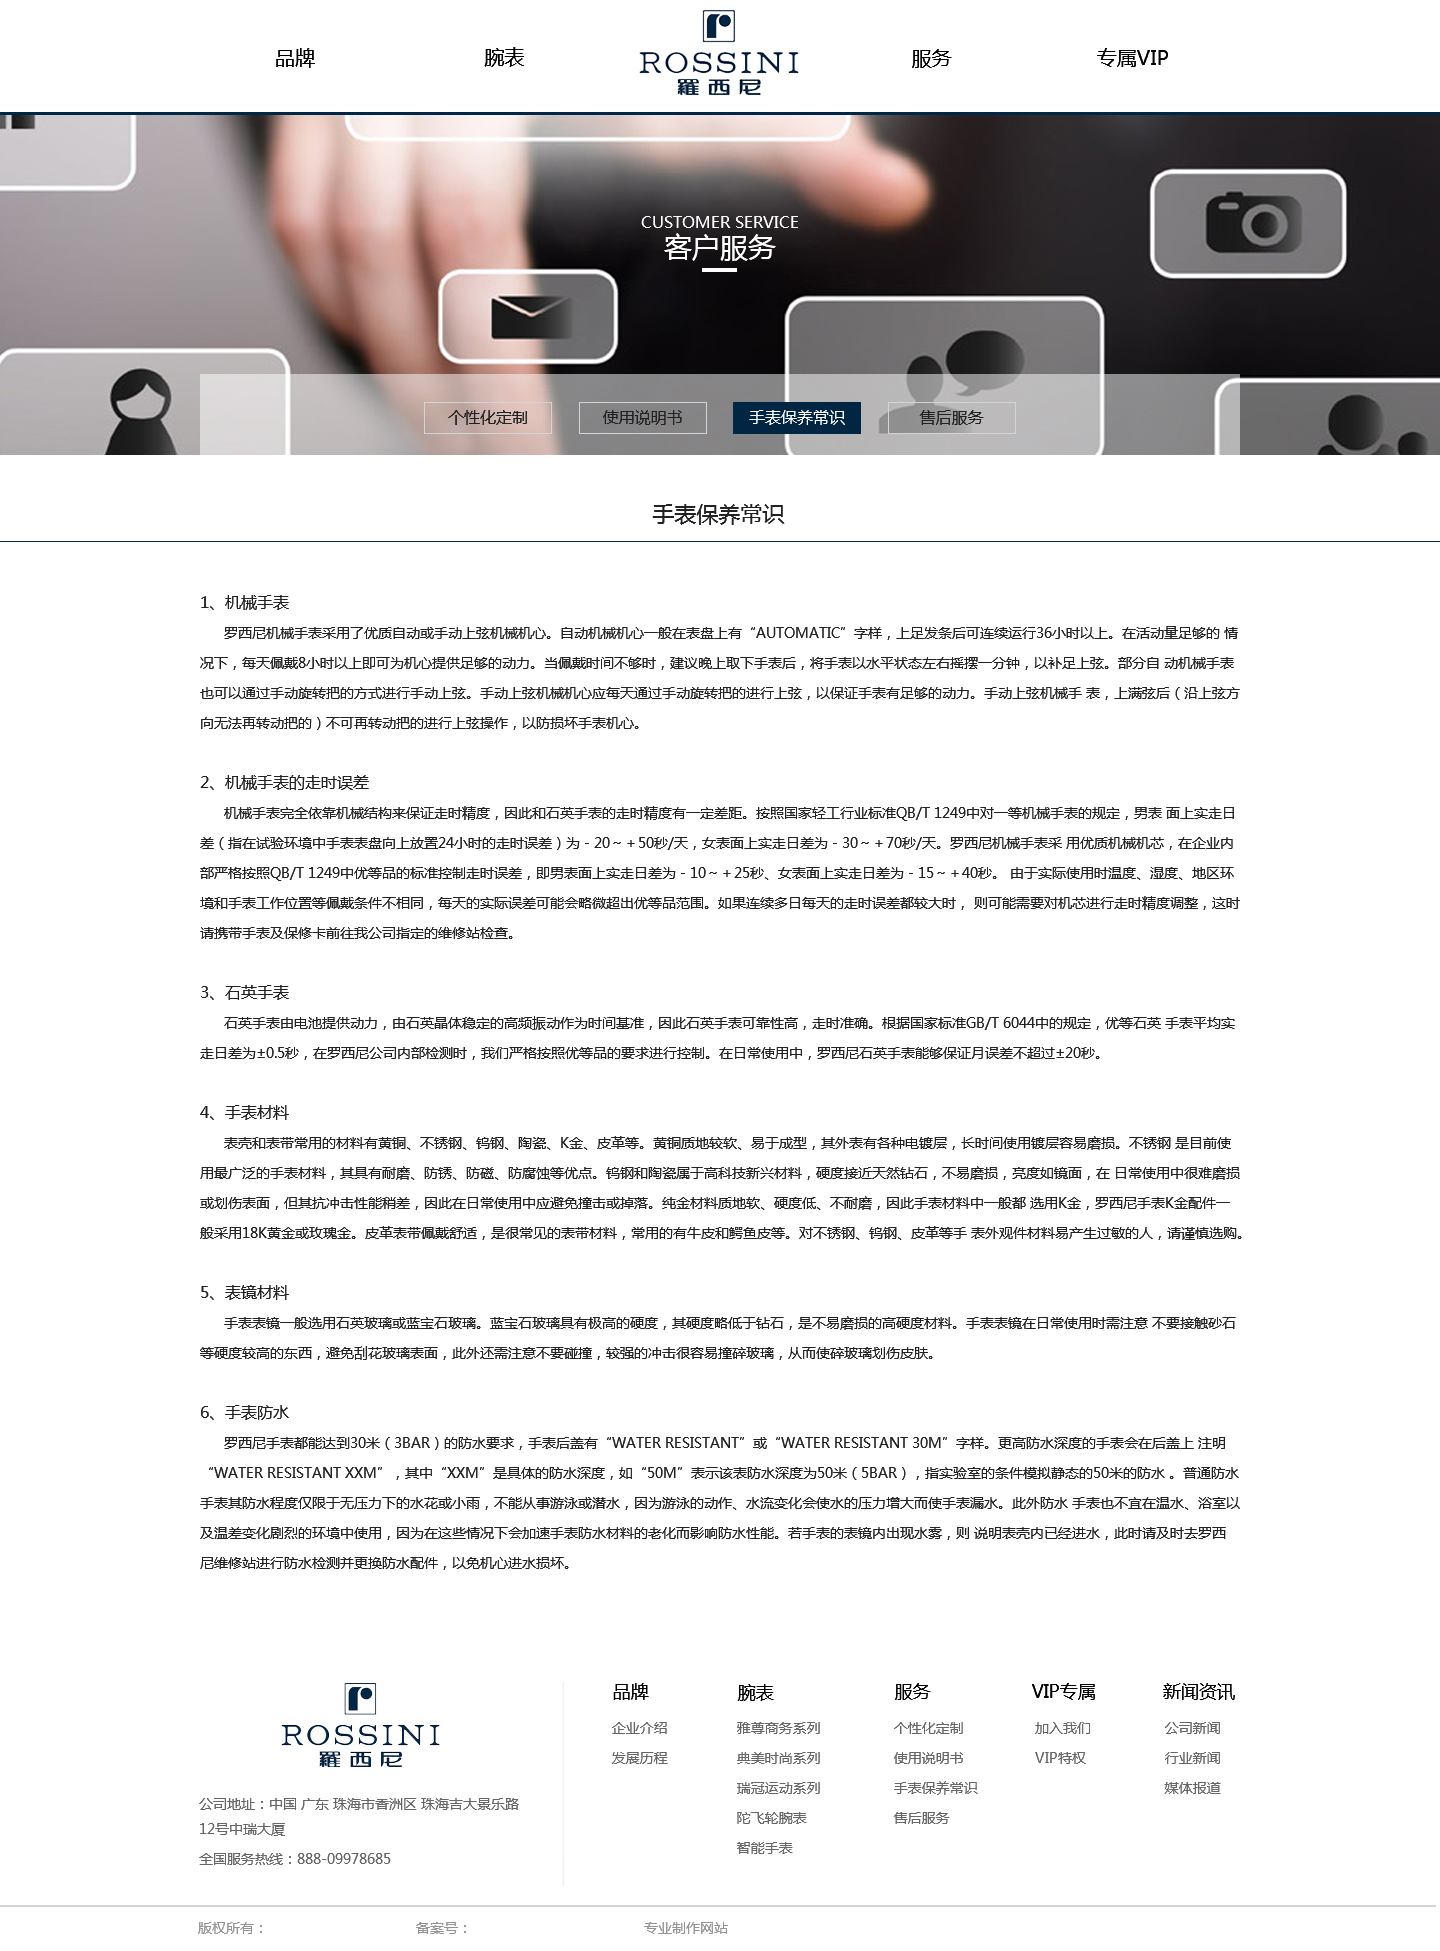 品牌
腕表
ROSSINI
羅西尼
服务
专属VIP
CUSTOMER SERVICE
客户服务
个性化定制
使用说明书
手表保养常识
售后服务
手表保养常识
1、机械手表
罗西尼机械手表采用了优质自动或手动上弦机械机心。自动机械机心一般在表盘上有“AUTOMATIC”字样，上足发条后可连续运行36小时以上。在活动量足够的 情
况下，每天佩戴8小时以上即可为机心提供足够的动力。当佩戴时间不够时，建议晚上取下手表后，将手表以水平状态左右摇摆一分钟，以补足上弦。部分自 动机械手表
也可以通过手动旋转把的方式进行手动上弦。手动上弦机械机心应每天通过手动旋转把的进行上弦，以保证手表有足够的动力。手动上弦机械手 表，上满弦后（沿上弦方
向无法再转动把的）不可再转动把的进行上弦操作，以防损坏手表机心。
2、机械手表的走时误差
机械手表完全依靠机械结构来保证走时精度，因此和石英手表的走时精度有一定差距。按照国家轻工行业标准QB/T 1249中对一等机械手表的规定，男表 面上实走日
差（指在试验环境中手表表盘向上放置24小时的走时误差）为－20～＋50秒/天，女表面上实走日差为－30～＋70秒/天。罗西尼机械手表采 用优质机械机芯，在企业内
部严格按照QB/T 1249中优等品的标准控制走时误差，即男表面上实走日差为－10～＋25秒、女表面上实走日差为－15～＋40秒。 由于实际使用时温度、湿度、地区环
境和手表工作位置等佩戴条件不相同，每天的实际误差可能会略微超出优等品范围。如果连续多日每天的走时误差都较大时， 则可能需要对机芯进行走时精度调整，这时
请携带手表及保修卡前往我公司指定的维修站检查。
3、石英手表
石英手表由电池提供动力，由石英晶体稳定的高频振动作为时间基准，因此石英手表可靠性高，走时准确。根据国家标准GB/T 6044中的规定，优等石英 手表平均实
走日差为±0.5秒，在罗西尼公司内部检测时，我们严格按照优等品的要求进行控制。在日常使用中，罗西尼石英手表能够保证月误差不超过±20秒。
4、手表材料
表壳和表带常用的材料有黄铜、不锈钢、钨钢、陶瓷、K金、皮革等。黄铜质地较软、易于成型，其外表有各种电镀层，长时间使用镀层容易磨损。不锈钢 是目前使
用最广泛的手表材料，其具有耐磨、防锈、防磁、防腐蚀等优点。钨钢和陶瓷属于高科技新兴材料，硬度接近天然钻石，不易磨损，亮度如镜面，在 日常使用中很难磨损
或划伤表面，但其抗冲击性能稍差，因此在日常使用中应避免撞击或掉落。纯金材料质地软、硬度低、不耐磨，因此手表材料中一般都 选用K金，罗西尼手表K金配件一
般采用18K黄金或玫瑰金。皮革表带佩戴舒适，是很常见的表带材料，常用的有牛皮和鳄鱼皮等。对不锈钢、钨钢、皮革等手 表外观件材料易产生过敏的人，请谨慎选购。
5、表镜材料
手表表镜一般选用石英玻璃或蓝宝石玻璃。蓝宝石玻璃具有极高的硬度，其硬度略低于钻石，是不易磨损的高硬度材料。手表表镜在日常使用时需注意 不要接触砂石
等硬度较高的东西，避免刮花玻璃表面，此外还需注意不要碰撞，较强的冲击很容易撞碎玻璃，从而使碎玻璃划伤皮肤。
6、手表防水
罗西尼手表都能达到30米（3BAR）的防水要求，手表后盖有“WATER RESISTANT”或“WATER RESISTANT 30M”字样。更高防水深度的手表会在后盖上 注明
“WATER RESISTANT XXM”，其中“XXM”是具体的防水深度，如“50M”表示该表防水深度为50米（5BAR），指实验室的条件模拟静态的50米的防水 。普通防水
手表其防水程度仅限于无压力下的水花或小雨，不能从事游泳或潜水，因为游泳的动作、水流变化会使水的压力增大而使手表漏水。此外防水 手表也不宜在温水、浴室以
及温差变化剧烈的环境中使用，因为在这些情况下会加速手表防水材料的老化而影响防水性能。若手表的表镜内出现水雾，则 说明表壳内已经进水，此时请及时去罗西
尼维修站进行防水检测并更换防水配件，以免机心进水损坏。
ROSSINI
羅西尼
公司地址：中国 广东 珠海市香洲区 珠海吉大景乐路
12号中瑞大厦
全国服务热线：888-09978685
品牌
企业介绍
发展历程
腕表
雅尊商务系列
典美时尚系列
瑞冠运动系列
陀飞轮腕表
智能手表
服务
个性化定制
使用说明书
手表保养常识
售后服务
VIP专属
加入我们
VIP特权
新闻资讯
公司新闻
行业新闻
媒体报道
版权所有：
备案号：
专业制作网站